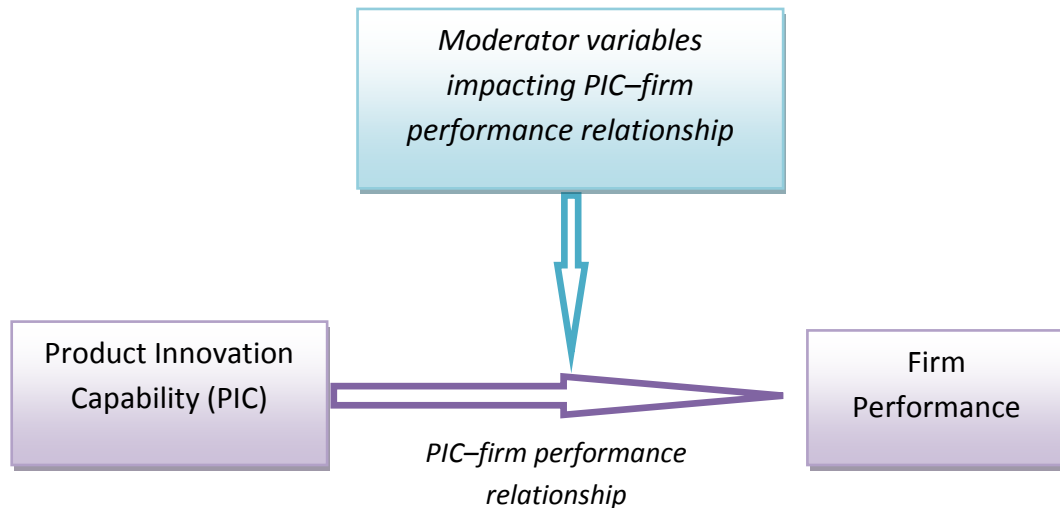 Moderator variables
impacting PIC–firm
performance relationship
Product Innovation
Capability (PIC)
Firm
Performance
PIC–firm performance
relationship